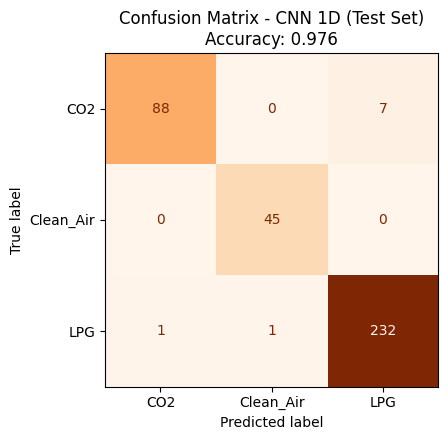 Confusion Matrix - CNN 1D (Test Set)
Accuracy: 0.976
True label
CO2
88
0
7
Clean_Air
0
45
0
LPG
1
1
232
CO2
Clean_Air
LPG
Predicted label